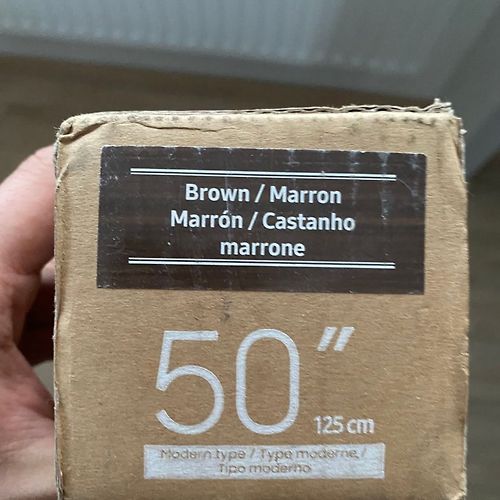 Brown / Marron
Marrón / Castanho
marrone
50" 125 cm
Modern type / Type moderne /
Tipo moderno